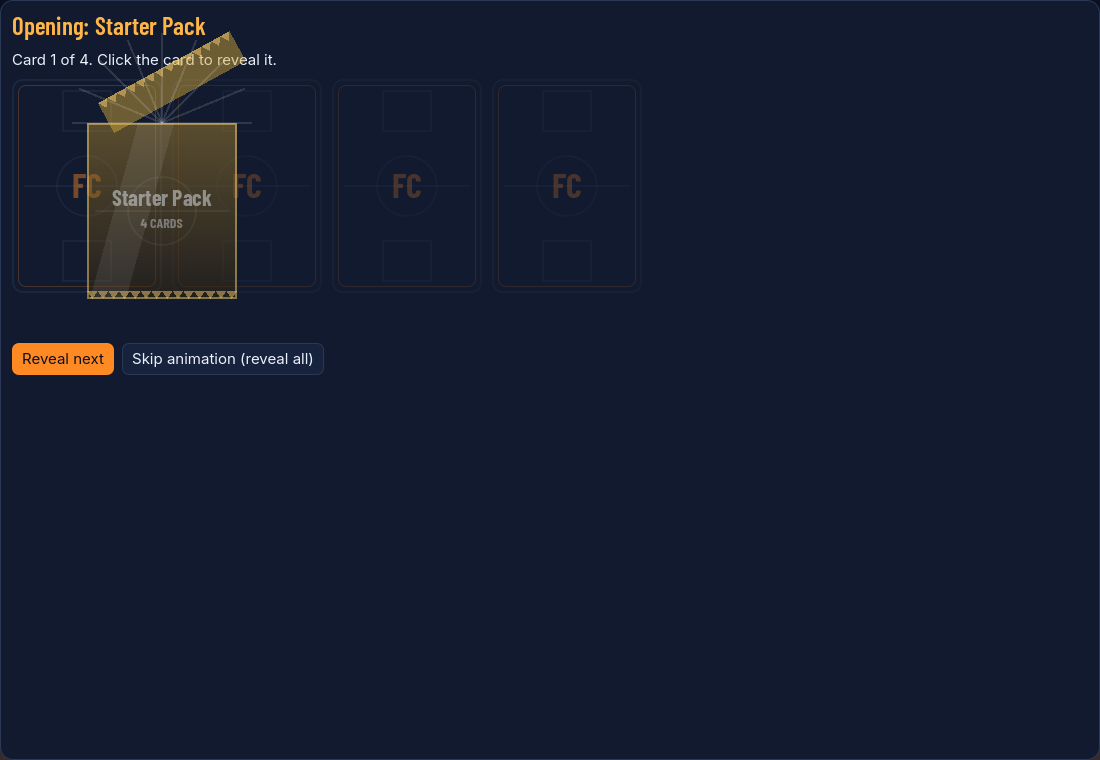 Opening: Starter Pack
Card 1 of 4. Click the card to reveal it.
FC FC FC FC
Starter Pack
4 CARDS
Reveal next Skip animation (reveal all)